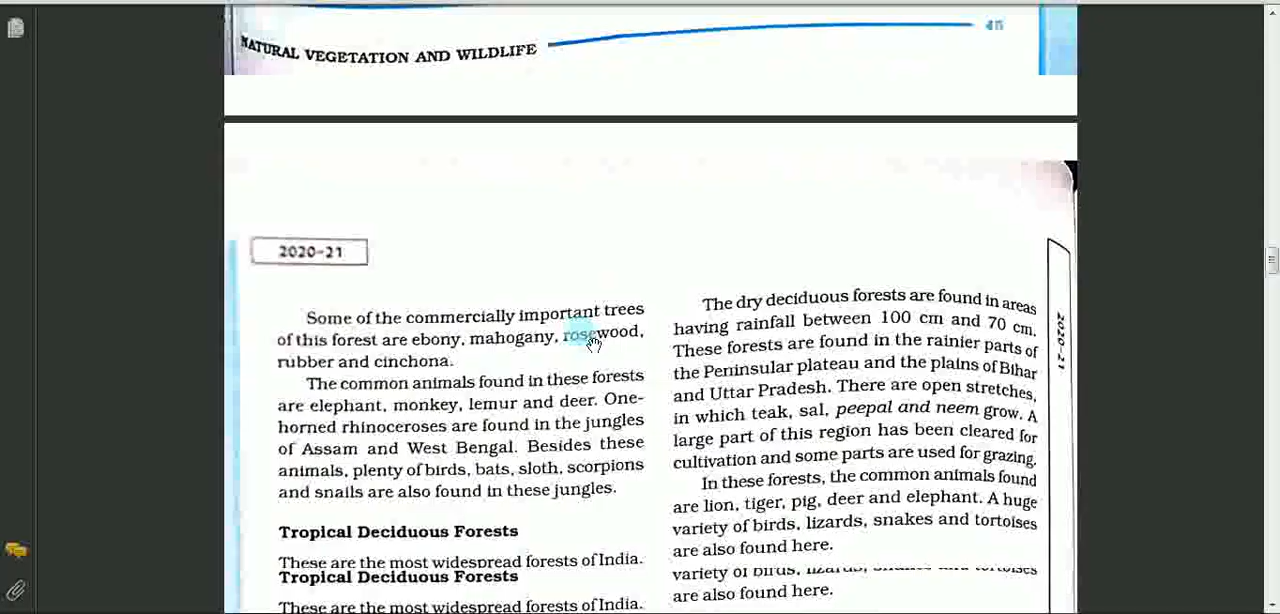 NATURAL VEGETATION AND WILDLIFE
45
2020-21
Some of the commercially important trees
of this forest are ebony, mahogany, rosewood,
rubber and cinchona.
The common animals found in these forests
are elephant, monkey, lemur and deer. One-
horned rhinoceroses are found in the jungles
of Assam and West Bengal. Besides these
animals, plenty of birds, bats, sloth, scorpions
and snails are also found in these jungles.
Tropical Deciduous Forests
These are the most widespread forests of India.
Tropical Deciduous Forests
These are the most widespread forests of India.
The dry deciduous forests are found in areas
having rainfall between 100 cm and 70 cm.
These forests are found in the rainier parts of
the Peninsular plateau and the plains of Bihar
and Uttar Pradesh. There are open stretches,
in which teak, sal, peepal and neem grow. A
large part of this region has been cleared for
cultivation and some parts are used for grazing.
In these forests, the common animals found
are lion, tiger, pig, deer and elephant. A huge
variety of birds, lizards, snakes and tortoises
are also found here.
variety of birds, lizards, snakes and tortoises
are also found here.
2020-21